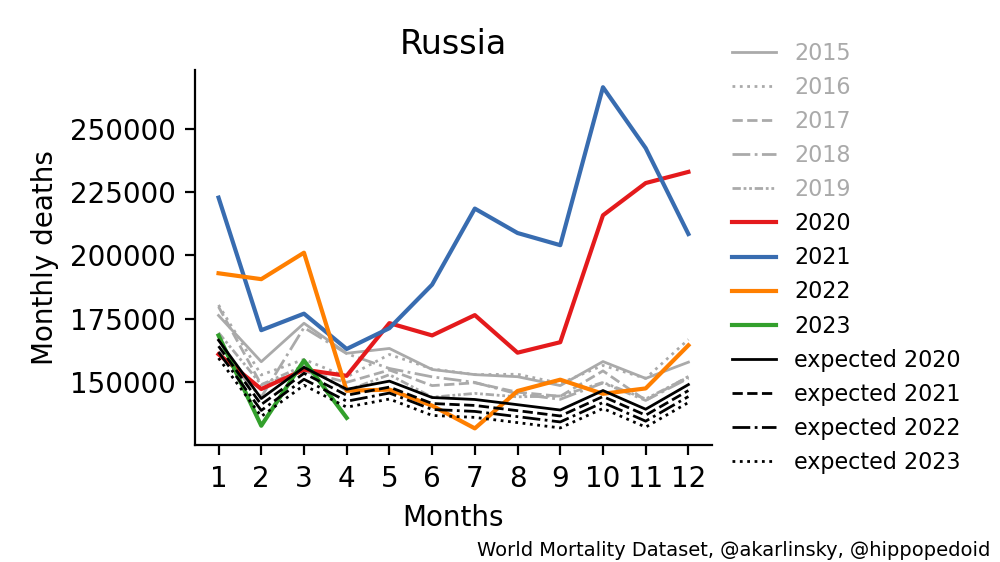 Russia
Monthly deaths
250000
225000
200000
175000
150000
1 2 3 4 5 6 7 8 9 10 11 12
Months
2015
2016
2017
2018
2019
2020
2021
2022
2023
expected 2020
expected 2021
expected 2022
expected 2023
World Mortality Dataset, @akarlinsky, @hippopedoid